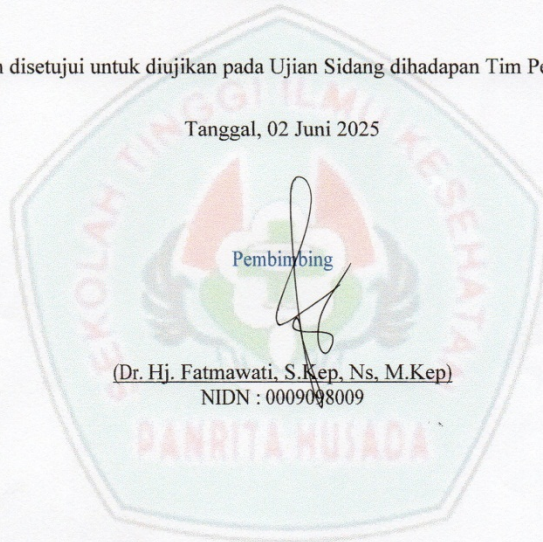 disetujui untuk diujikan pada Ujian Sidang dihadapan Tim
Tanggal, 02 Juni 2025
SEKOLAH TINGGI ILMU KESEHATAN
Pembimbing
(Dr. Hj. Fatmawati, S.Kep, Ns, M.Kep)
NIDN : 0009098009
PANRITA HUSADA